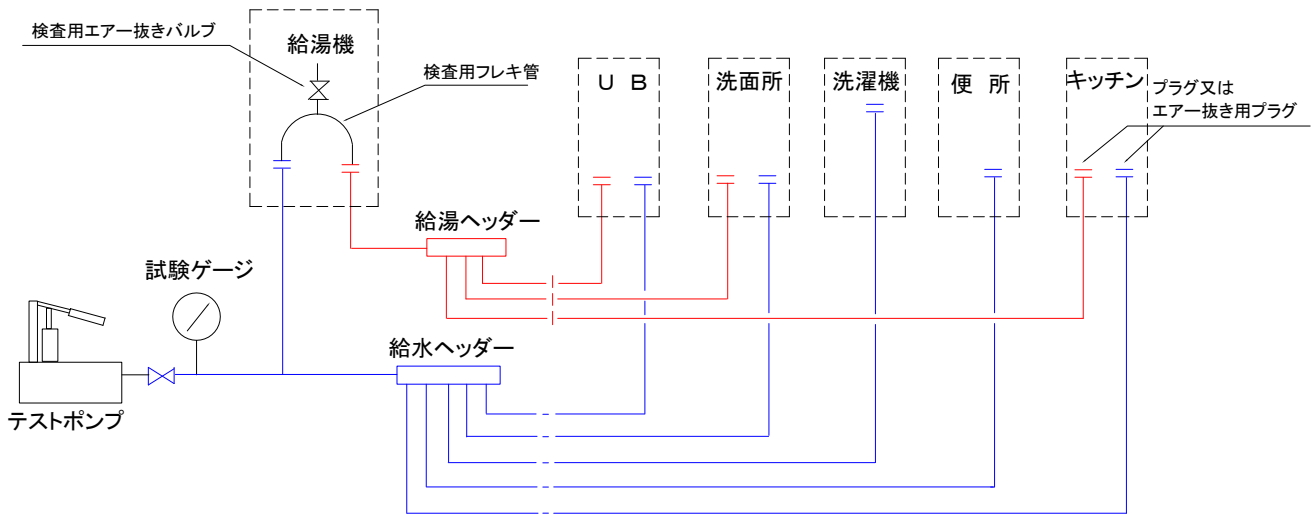 検査用エアー抜きバルブ
給湯機
検査用フレキ管
ＵＢ
洗面所
洗濯機
便所
キッチン
プラグ又は
エアー抜き用プラグ
給湯ヘッダー
試験ゲージ
給水ヘッダー
テストポンプ